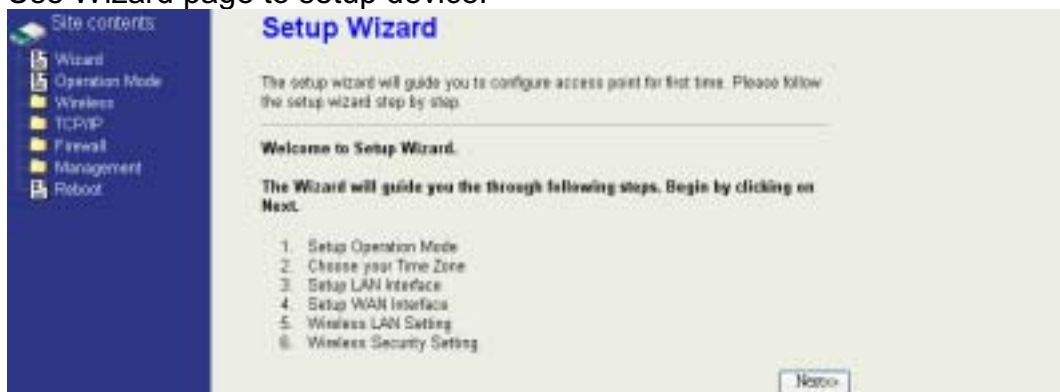 Use Wizard page to setup device.
Site contents:
Wizard
Operation Mode
Wireless
TCP/IP
Firewall
Management
Reboot
Setup Wizard
The setup wizard will guide you to configure access point for first time. Please follow
the setup wizard step by step.
Welcome to Setup Wizard.
The Wizard will guide you the through following steps. Begin by clicking on
Next.
1. Setup Operation Mode
2. Choose your Time Zone
3. Setup LAN Interface
4. Setup WAN Interface
5. Wireless LAN Setting
6. Wireless Security Setting
Next>>